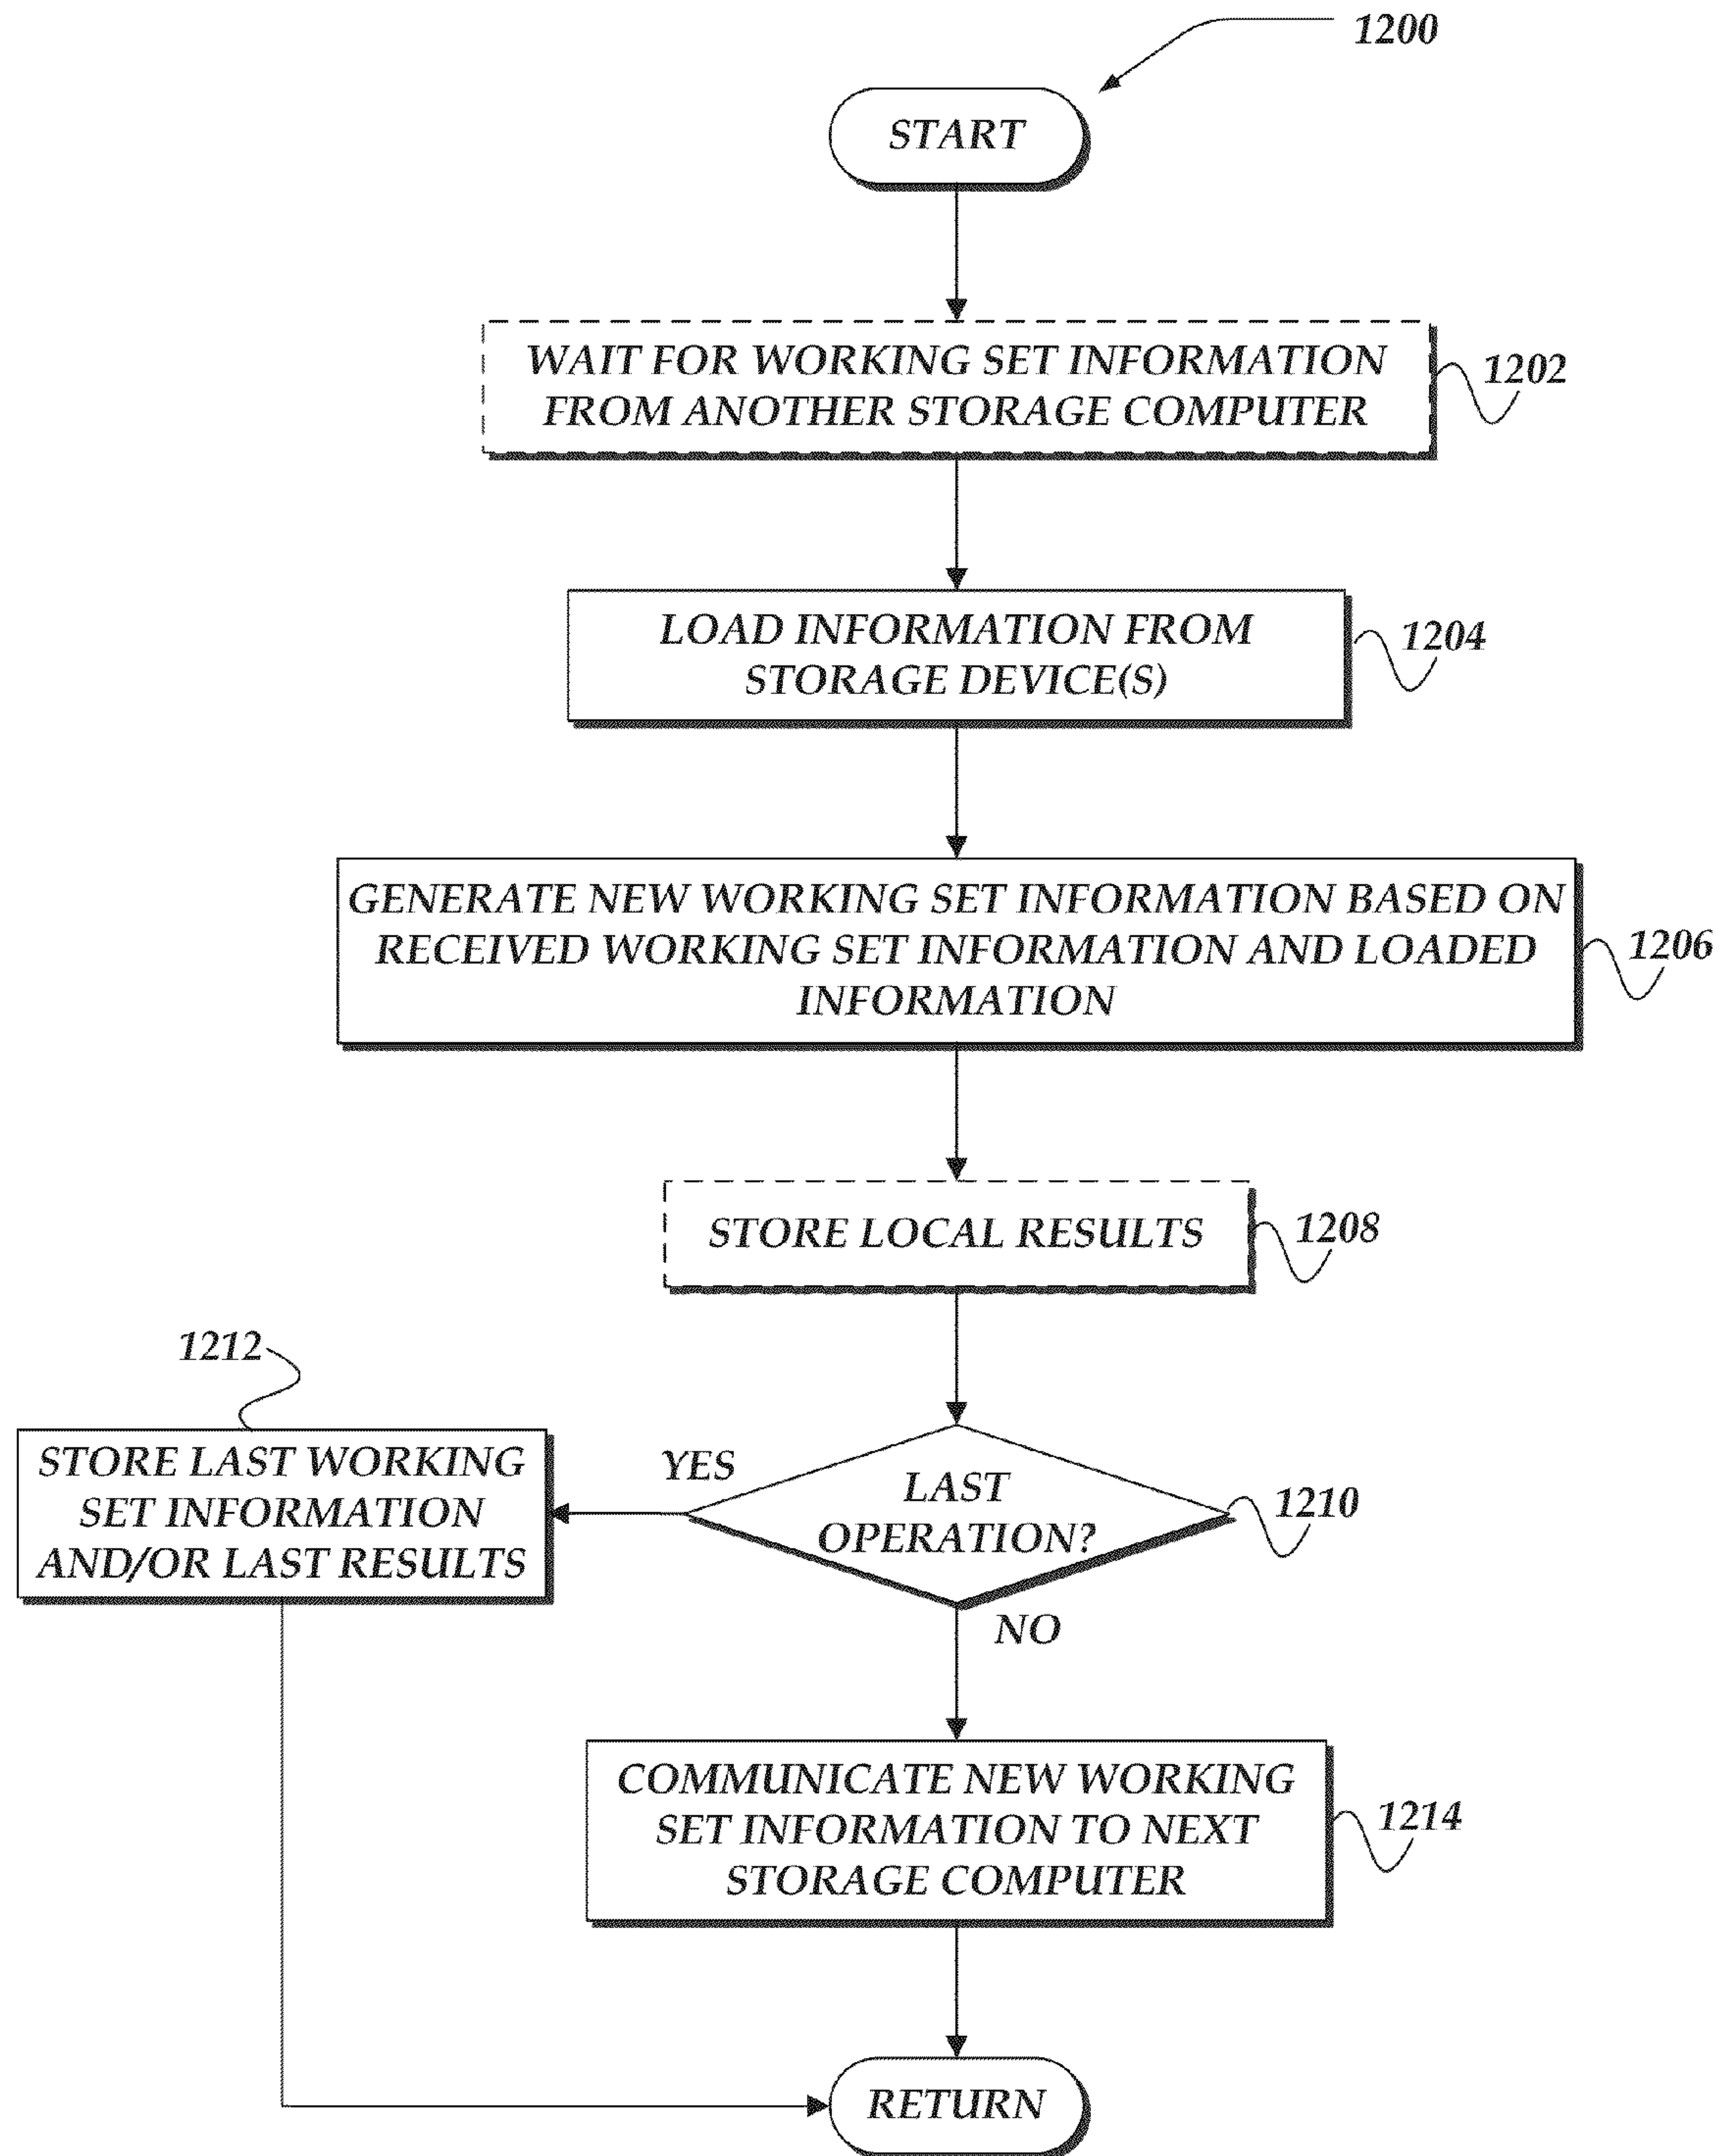 1200
START
WAIT FOR WORKING SET INFORMATION
FROM ANOTHER STORAGE COMPUTER
1202
LOAD INFORMATION FROM
STORAGE DEVICE(S)
1204
GENERATE NEW WORKING SET INFORMATION BASED ON
RECEIVED WORKING SET INFORMATION AND LOADED
INFORMATION
1206
STORE LOCAL RESULTS
1208
1212
STORE LAST WORKING
SET INFORMATION
AND/OR LAST RESULTS
YES
LAST
OPERATION?
1210
NO
COMMUNICATE NEW WORKING
SET INFORMATION TO NEXT
STORAGE COMPUTER
1214
RETURN